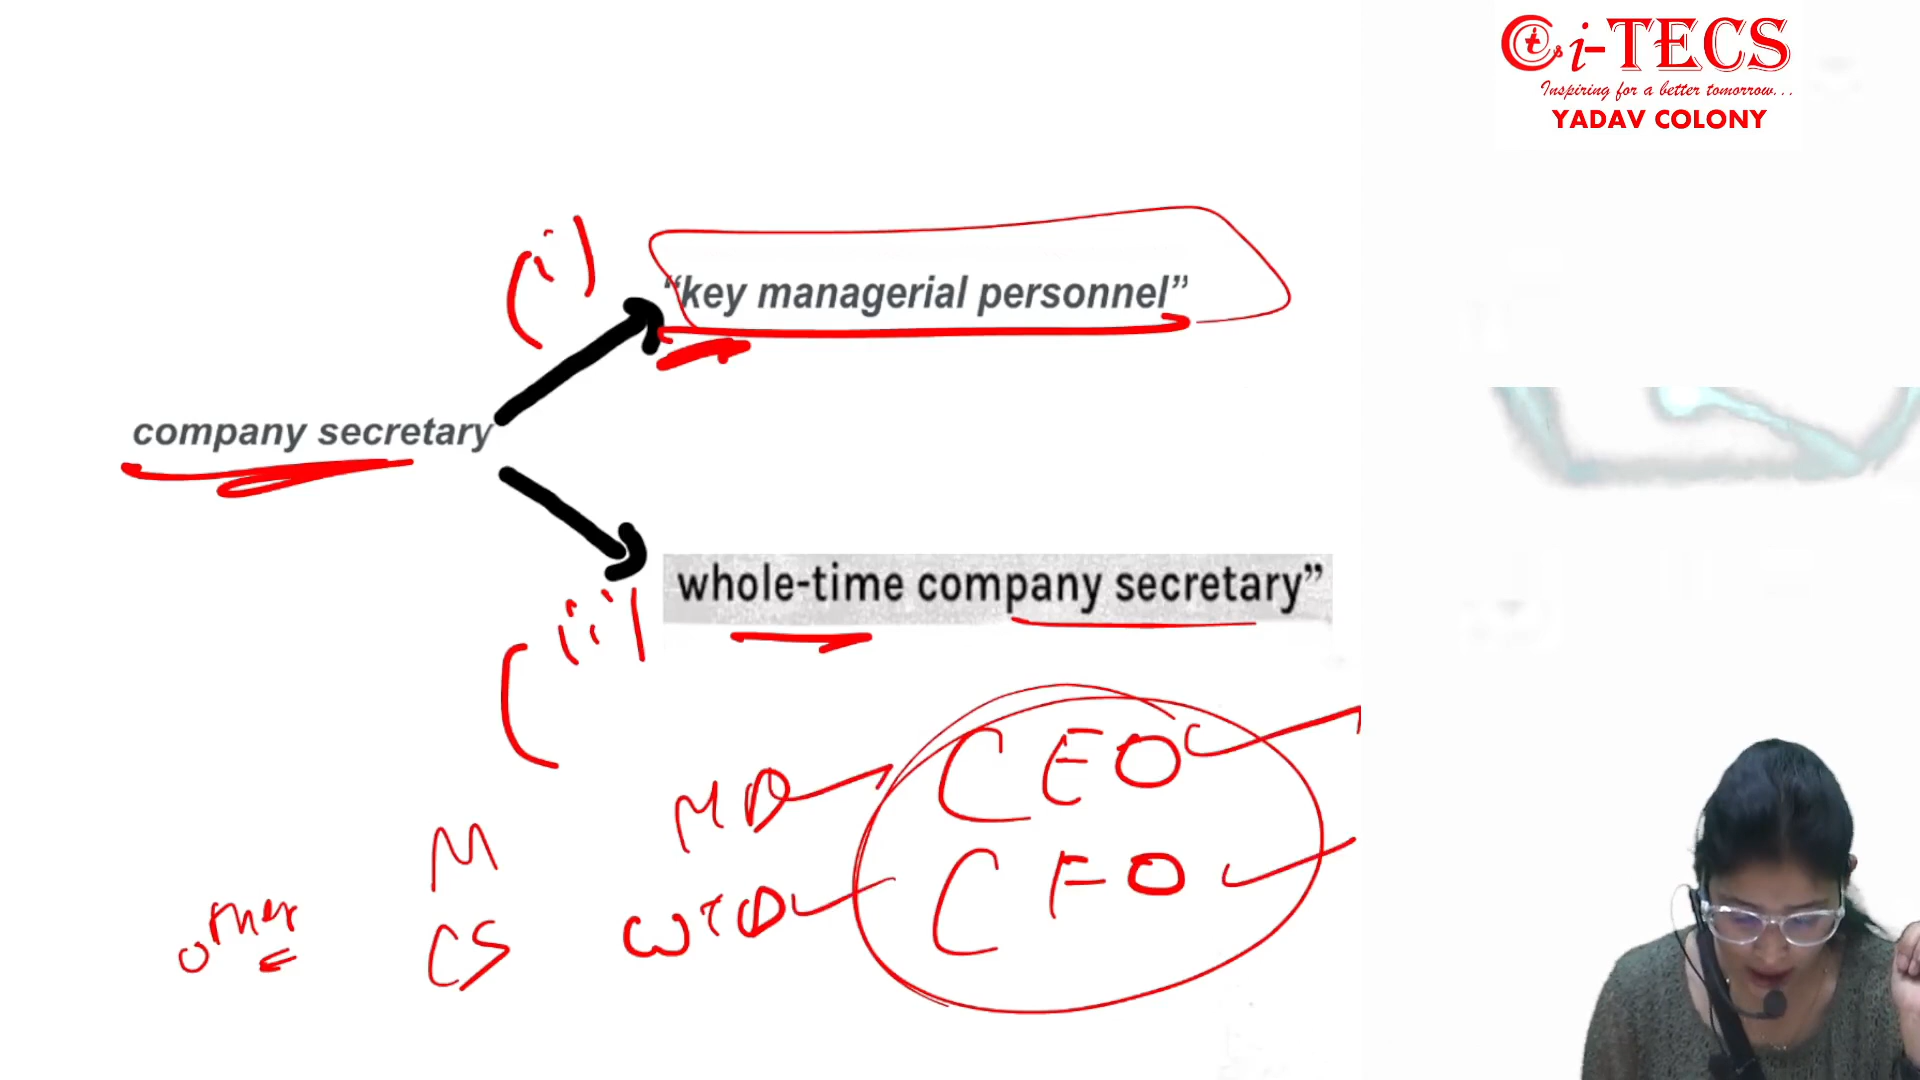 i-TECS
Inspiring for a better tomorrow...
YADAV COLONY
(i)
“key managerial personnel”
company secretary
whole-time company secretary”
(ii)
CEO
MD
M
CFO
other
CS
WTD